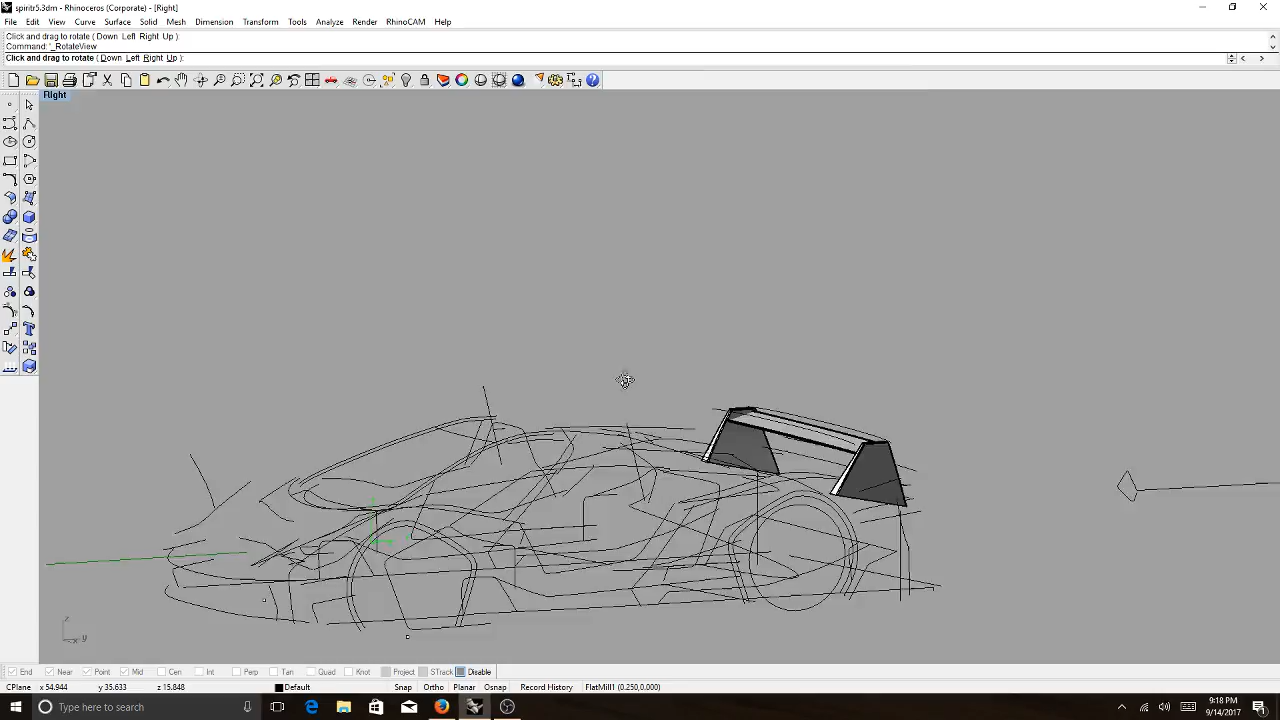 spiritr5.3dm - Rhinoceros (Corporate) - [Right]
File Edit View Curve Surface Solid Mesh Dimension Transform Tools Analyze Render RhinoCAM Help
Click and drag to rotate ( Down Left Right Up ):
Command: '_RotateView
Click and drag to rotate ( Down Left Right Up ):
Right
z
x y
End Near Point Mid Cen Int Perp Tan Quad Knot Project STrack Disable
CPlane x 54.944 y 35.633 z 15.848 Default Snap Ortho Planar Osnap Record History FlatMill1 (0.250,0.000)
Type here to search
9:18 PM
9/14/2017